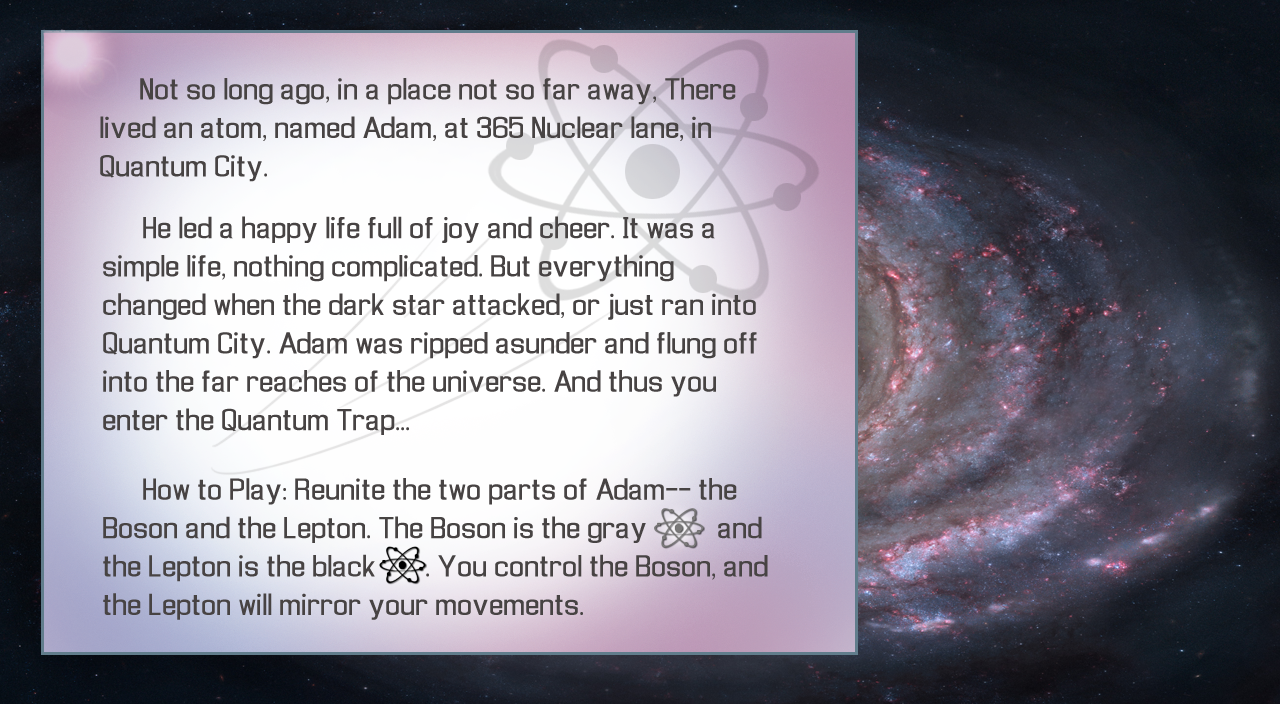 Not so long ago, in a place not so far away, There
lived an atom, named Adam, at 365 Nuclear lane, in
Quantum City.
He led a happy life full of joy and cheer. It was a
simple life, nothing complicated. But everything
changed when the dark star attacked, or just ran into
Quantum City. Adam was ripped asunder and flung off
into the far reaches of the universe. And thus you
enter the Quantum Trap...
How to Play: Reunite the two parts of Adam-- the
Boson and the Lepton. The Boson is the gray and
the Lepton is the black. You control the Boson, and
the Lepton will mirror your movements.